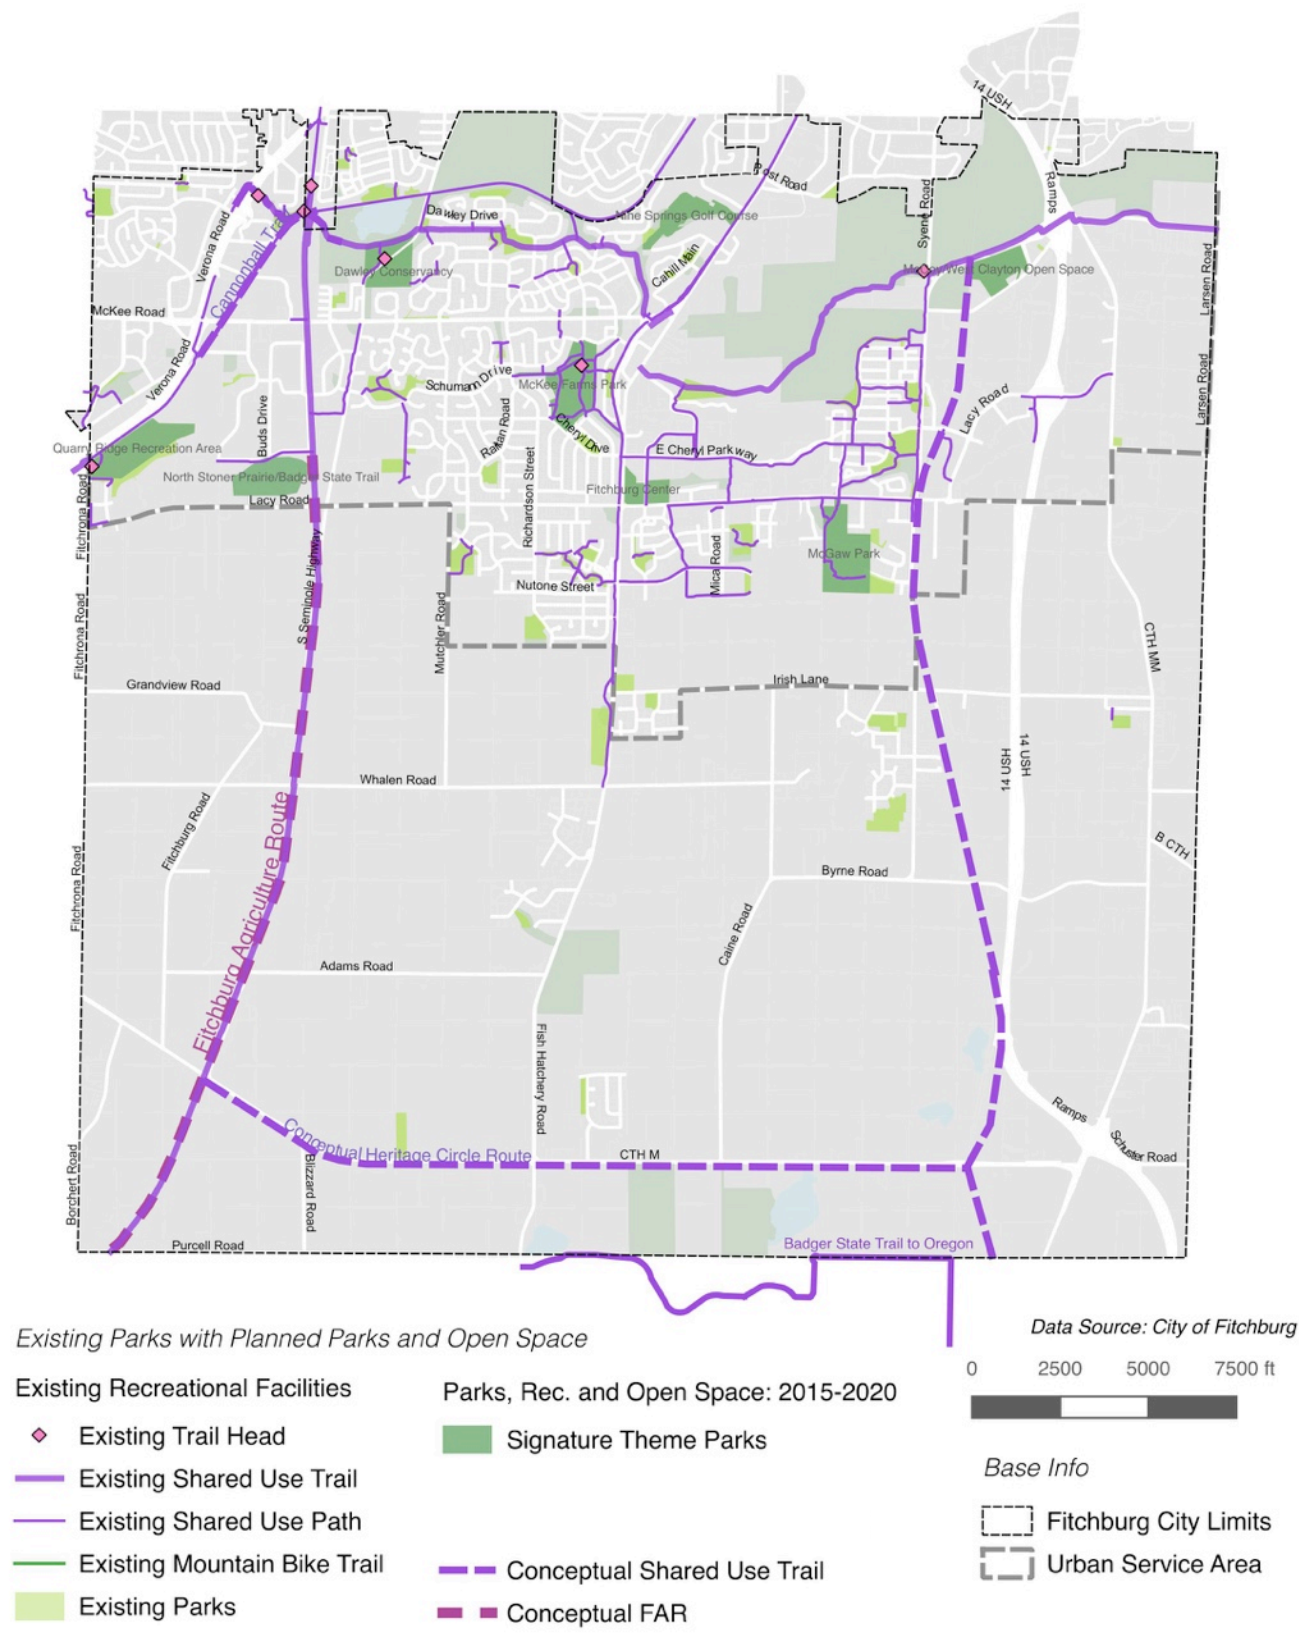 14 USH
Post Road
Ramps
Syene Road
Dawley Drive
Nine Springs Golf Course
Verona Road
Cannonball Trail
Cahill Main
Dawley Conservancy
McKoy/West Clayton Open Space
Larsen Road
McKee Road
Verona Road
Schumann Drive
McKee Farms Park
Larsen Road
Lacy Road
Buds Drive
Raritan Road
Cheryl Dive
Quarry Ridge Recreation Area
E Cheryl Parkway
North Stoner Prairie/Badger State Trail
Richardson Street
Fitchburg Center
Lacy Road
Fitchrona Road
S Seminole Highway
McGaw Park
Mica Road
Nutone Street
Fitchrona Road
Mutchler Road
CTH MM
Grandview Road
Irish Lane
14 USH
14 USH
Whalen Road
Fitchburg Road
Fitchburg Agriculture Route
B CTH
Byrne Road
Fitchrona Road
Caine Road
Adams Road
Fish Hatchery Road
Ramps
Conceptual Heritage Circle Route
CTH M
Schuster Road
Borchert Road
Blizzard Road
Purcell Road
Badger State Trail to Oregon
Existing Parks with Planned Parks and Open Space
Data Source: City of Fitchburg
0 2500 5000 7500 ft
Existing Recreational Facilities
Existing Trail Head
Existing Shared Use Trail
Existing Shared Use Path
Existing Mountain Bike Trail
Existing Parks
Parks, Rec. and Open Space: 2015-2020
Signature Theme Parks
Conceptual Shared Use Trail
Conceptual FAR
Base Info
Fitchburg City Limits
Urban Service Area